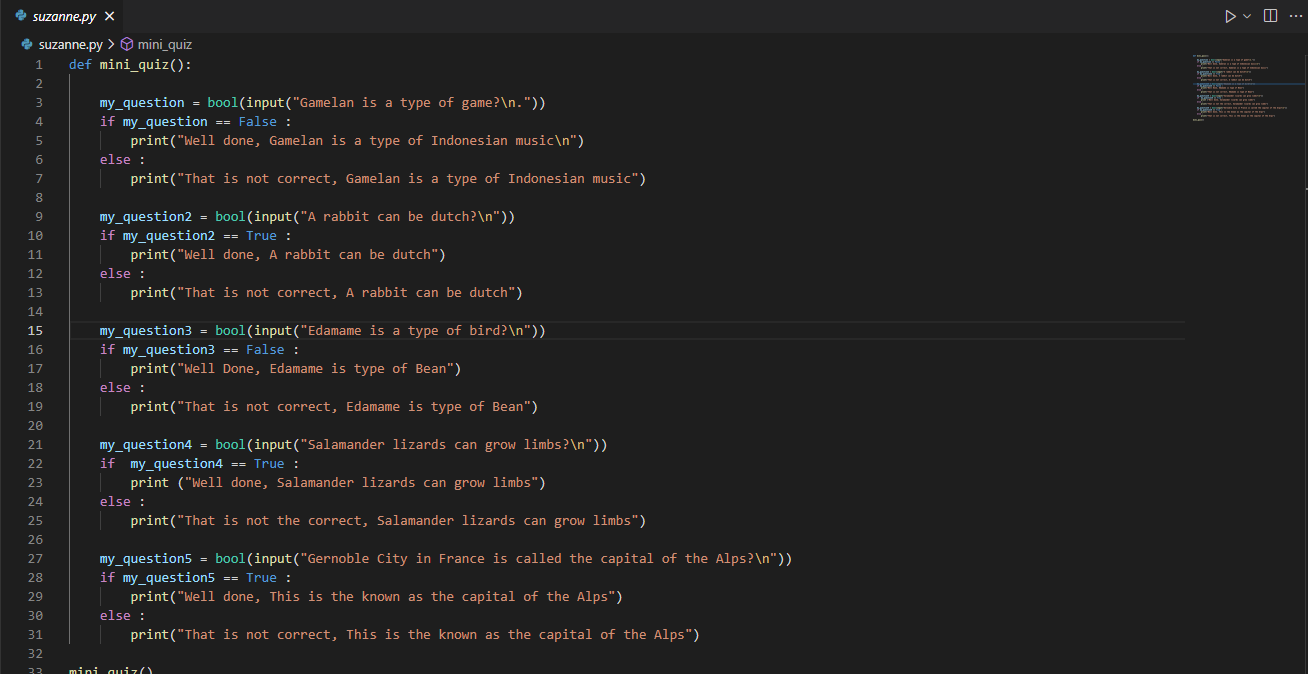 suzanne.py
suzanne.py > mini_quiz
1 def mini_quiz():
2
3 my_question = bool(input("Gamelan is a type of game?\n."))
4 if my_question == False :
5 print("Well done, Gamelan is a type of Indonesian music\n")
6 else :
7 print("That is not correct, Gamelan is a type of Indonesian music")
8
9 my_question2 = bool(input("A rabbit can be dutch?\n"))
10 if my_question2 == True :
11 print("Well done, A rabbit can be dutch")
12 else :
13 print("That is not correct, A rabbit can be dutch")
14
15 my_question3 = bool(input("Edamame is a type of bird?\n"))
16 if my_question3 == False :
17 print("Well Done, Edamame is type of Bean")
18 else :
19 print("That is not correct, Edamame is type of Bean")
20
21 my_question4 = bool(input("Salamander lizards can grow limbs?\n"))
22 if  my_question4 == True :
23 print ("Well done, Salamander lizards can grow limbs")
24 else :
25 print("That is not the correct, Salamander lizards can grow limbs")
26
27 my_question5 = bool(input("Gernoble City in France is called the capital of the Alps?\n"))
28 if my_question5 == True :
29 print("Well done, This is the known as the capital of the Alps")
30 else :
31 print("That is not correct, This is the known as the capital of the Alps")
32
33 mini_quiz()